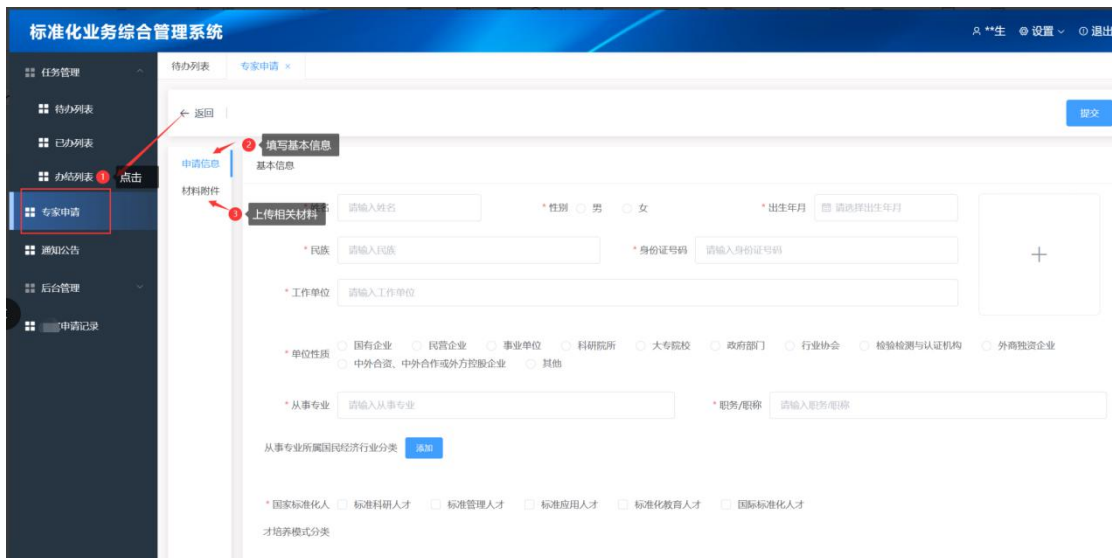 标准化业务综合管理系统
**生 设置 退出
任务管理
待办列表 专家申请 ×
待办列表
← 返回
提交
已办列表
2 填写基本信息
申请信息
基本信息
办结列表 1 点击
材料附件
3 上传相关材料
专家申请
名 请输入姓名 * 性别 男 女 * 出生年月 请选择出生年月
通知公告
* 民族 请输入民族 * 身份证号码 请输入身份证号码
后台管理
* 工作单位 请输入工作单位
申请记录
* 单位性质 国有企业 民营企业 事业单位 科研院所 大专院校 政府部门 行业协会 检验检测与认证机构 外商独资企业
中外合资、中外合作或外方控股企业 其他
* 从事专业 请输入从事专业 * 职务/职称 请输入职务/职称
从事专业所属国民经济行业分类 添加
* 国家标准化人 标准科研人才 标准管理人才 标准应用人才 标准化教育人才 国际标准化人才
才培养模式分类